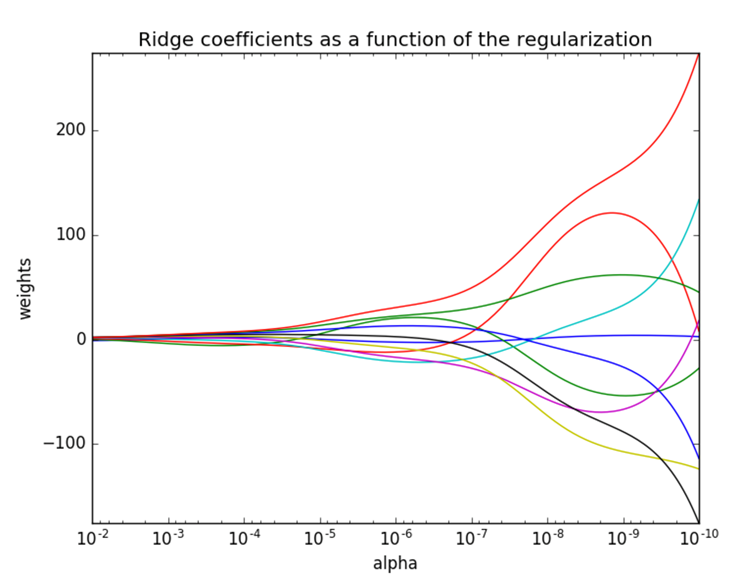 Ridge coefficients as a function of the regularization
200
100
0
−100
weights
10⁻² 10⁻³ 10⁻⁴ 10⁻⁵ 10⁻⁶ 10⁻⁷ 10⁻⁸ 10⁻⁹ 10⁻¹⁰
alpha